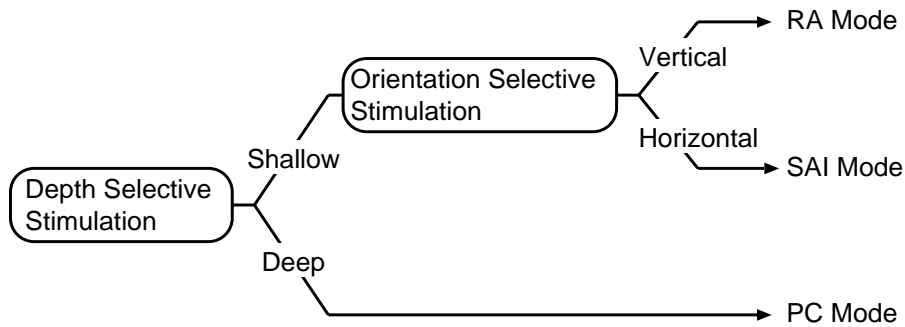 RA Mode
Vertical
Orientation Selective
Stimulation
Horizontal
Shallow
SAI Mode
Depth Selective
Stimulation
Deep
PC Mode